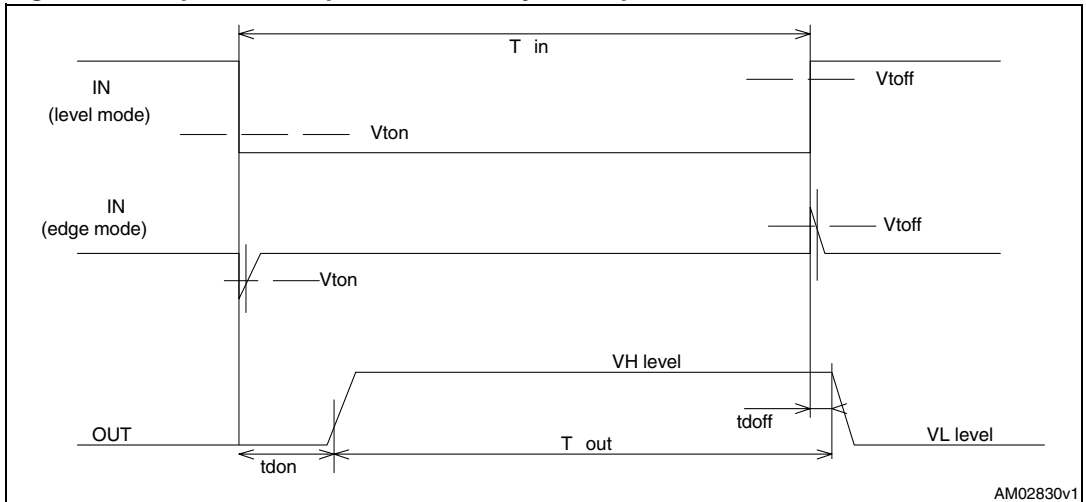 T in
IN
(level mode)
Vtoff
Vton
IN
(edge mode)
Vtoff
Vton
VH level
tdoff
OUT
T out
VL level
tdon
AM02830v1